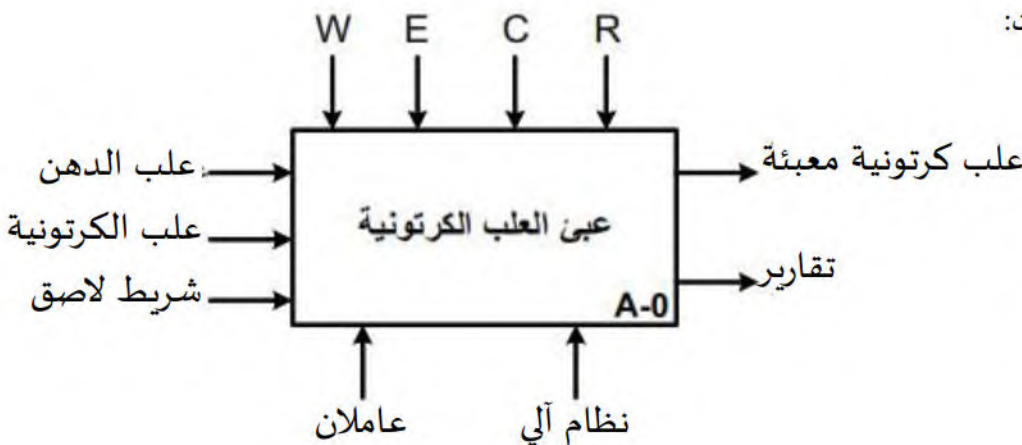 ت:
W E C R
علب الدهن
علب الكرتونية
شريط لاصق
عبئ العلب الكرتونية
A-0
علب كرتونية معبئة
تقارير
عاملان
نظام آلي